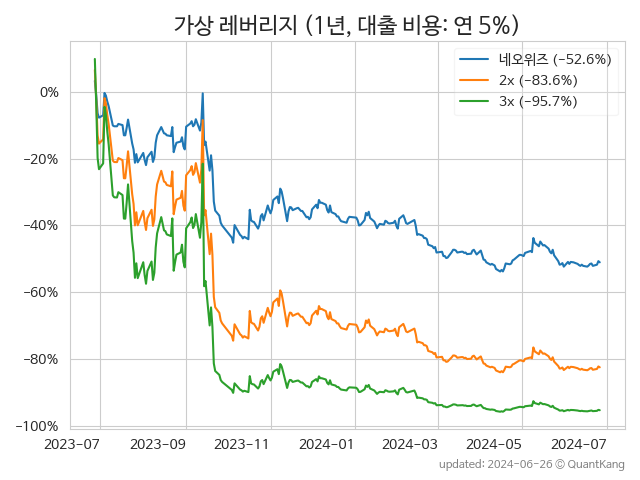 가상 레버리지 (1년, 대출 비용: 연 5%)
네오위즈 (−52.6%)
2x (−83.6%)
3x (−95.7%)
0%
−20%
−40%
−60%
−80%
−100%
2023-07 2023-09 2023-11 2024-01 2024-03 2024-05 2024-07
updated: 2024-06-26 © QuantKang